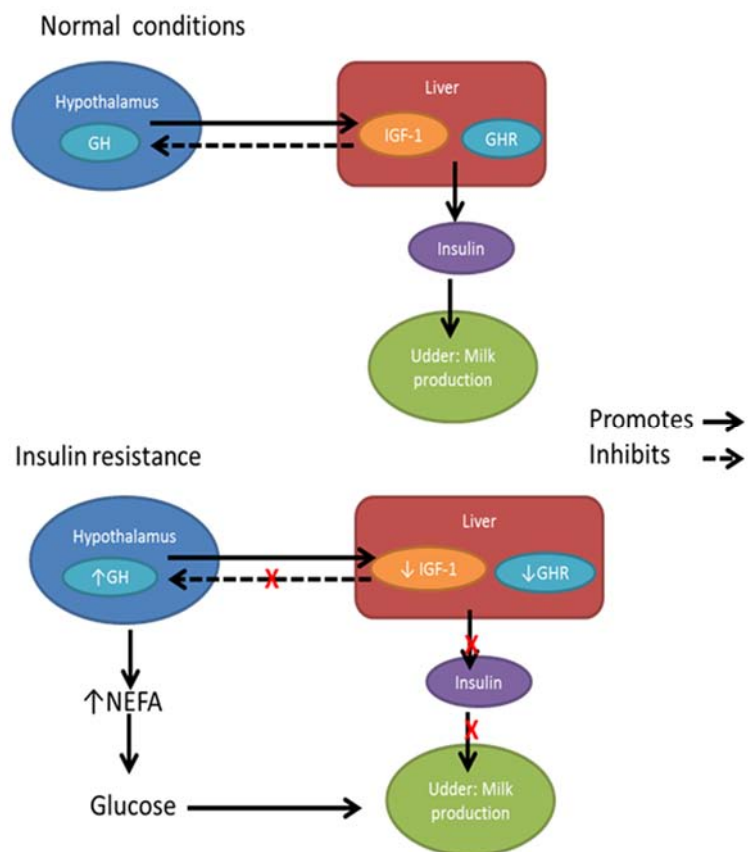 Normal conditions
Hypothalamus
GH
Liver
IGF-1
GHR
Insulin
Udder: Milk
production
Promotes
Inhibits
Insulin resistance
Hypothalamus
↑GH
Liver
↓ IGF-1
↓GHR
X
X
Insulin
↑NEFA
X
Glucose
Udder: Milk
production